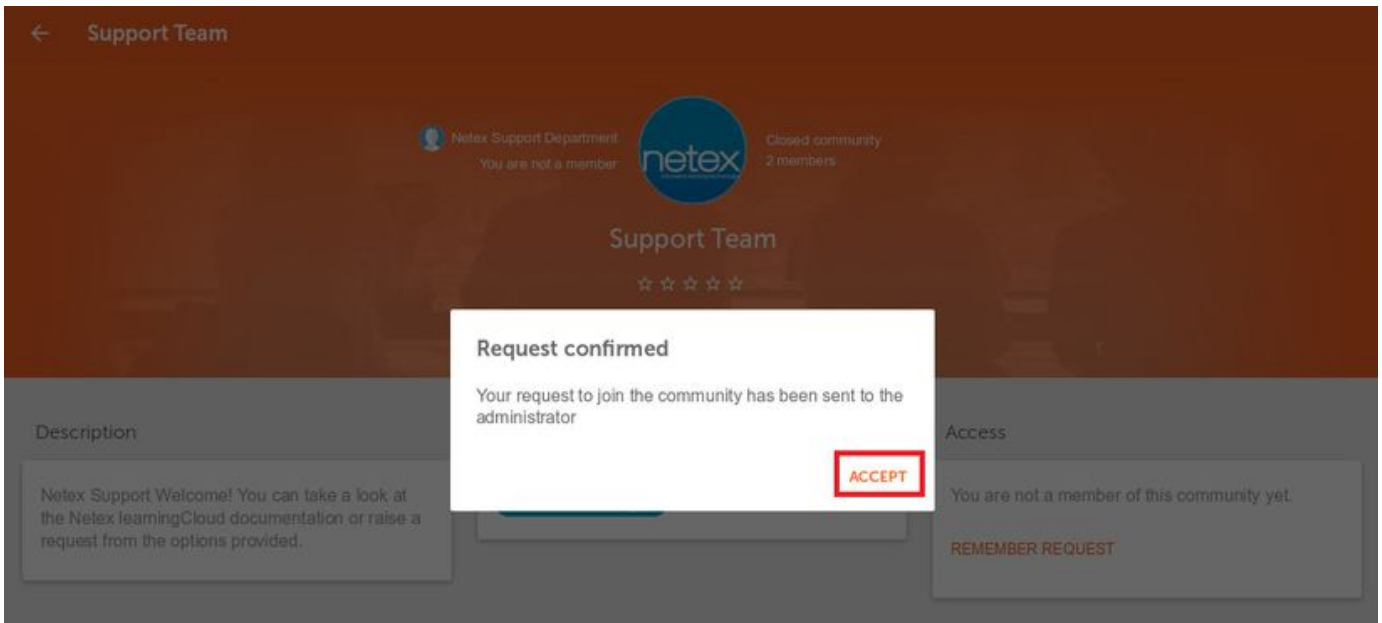 Support Team
Netex Support Department
You are not a member
netex
Closed community
2 members
Support Team
Request confirmed
Your request to join the community has been sent to the
administrator
ACCEPT
Description
Netex Support Welcome! You can take a look at
the Netex learningCloud documentation or raise a
request from the options provided.
Access
You are not a member of this community yet.
REMEMBER REQUEST